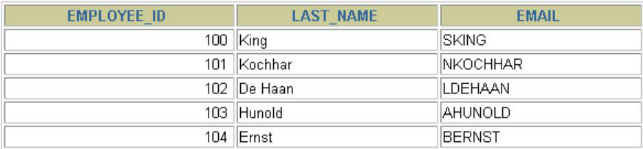 EMPLOYEE_ID LAST_NAME EMAIL
100 King SKING
101 Kochhar NKOCHHAR
102 De Haan LDEHAAN
103 Hunold AHUNOLD
104 Ernst BERNST